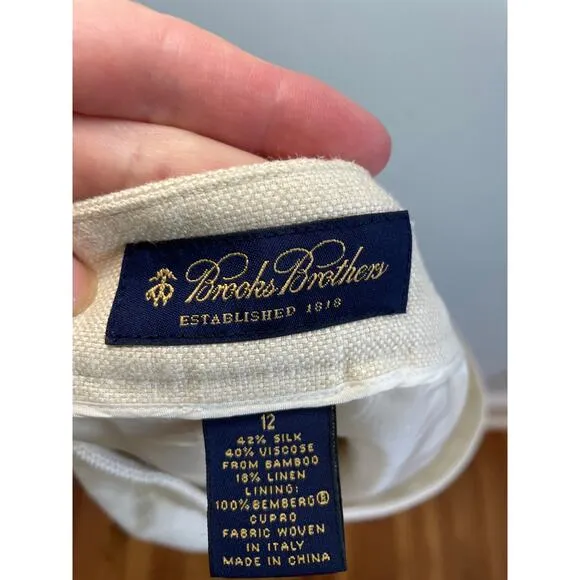 Brooks Brothers
ESTABLISHED 1818
12
42% SILK
40% VISCOSE
FROM BAMBOO
18% LINEN
LINING:
100% BEMBERG®
CUPRO
FABRIC WOVEN
IN ITALY
MADE IN CHINA